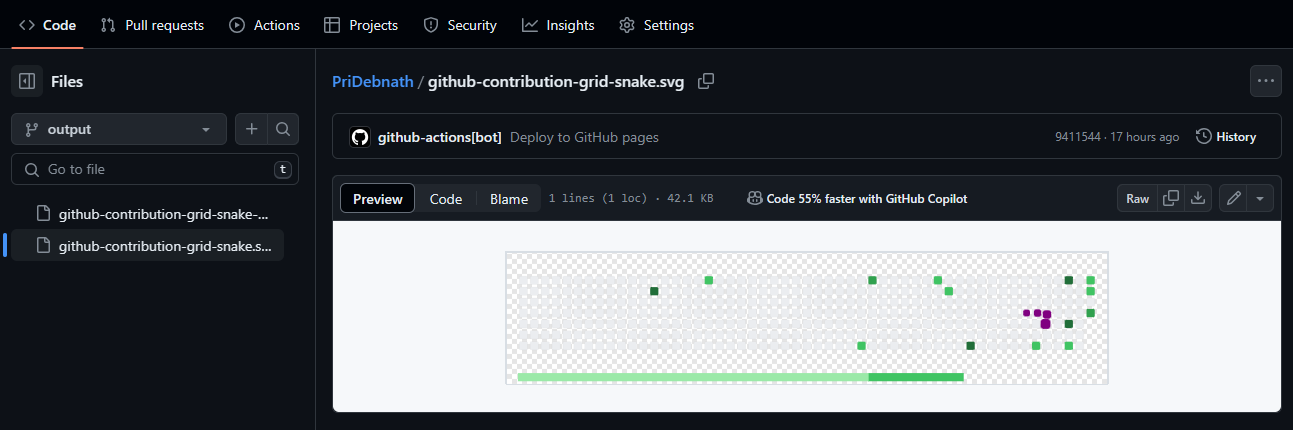 Code Pull requests Actions Projects Security Insights Settings
Files
PriDebnath / github-contribution-grid-snake.svg
output
github-actions[bot] Deploy to GitHub pages 9411544 · 17 hours ago History
Go to file t
Preview Code Blame 1 lines (1 loc) · 42.1 KB Code 55% faster with GitHub Copilot Raw
github-contribution-grid-snake-...
github-contribution-grid-snake.s...